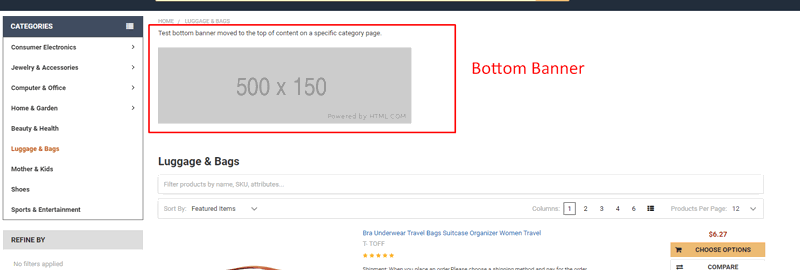 CATEGORIES
Consumer Electronics
Jewelry & Accessories
Computer & Office
Home & Garden
Beauty & Health
Luggage & Bags
Mother & Kids
Shoes
Sports & Entertainment
REFINE BY
No filters applied
HOME / LUGGAGE & BAGS
Test bottom banner moved to the top of content on a specific category page.
500 x 150
Powered by HTML.COM
Bottom Banner
Luggage & Bags
Filter products by name, SKU, attributes...
Sort By: Featured Items Columns: 1 2 3 4 6 Products Per Page: 12
Bra Underwear Travel Bags Suitcase Organizer Women Travel
T- TOFF
Shipment: When you place an order,Please choose a shipping method and pay for the order
$6.27
CHOOSE OPTIONS
COMPARE